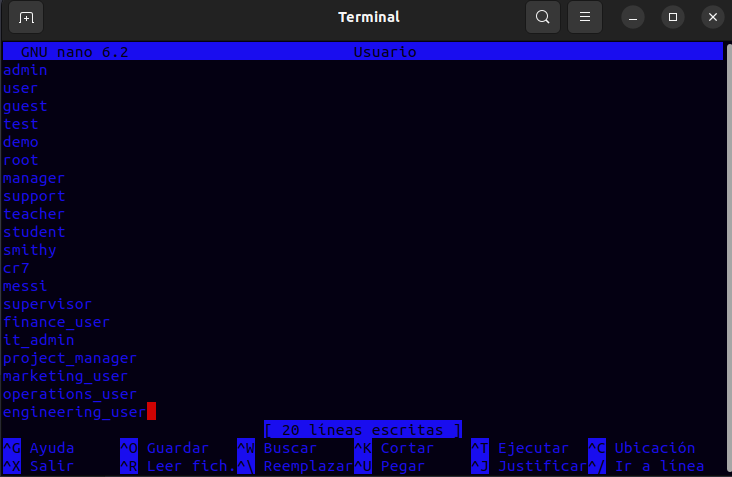 Terminal
GNU nano 6.2 Usuario
admin
user
guest
test
demo
root
manager
support
teacher
student
smithy
cr7
messi
supervisor
finance_user
it_admin
project_manager
marketing_user
operations_user
engineering_user
[ 20 líneas escritas ]
^G Ayuda ^O Guardar ^W Buscar ^K Cortar ^T Ejecutar ^C Ubicación
^X Salir ^R Leer fich. ^\ Reemplazar ^U Pegar ^J Justificar ^/ Ir a línea